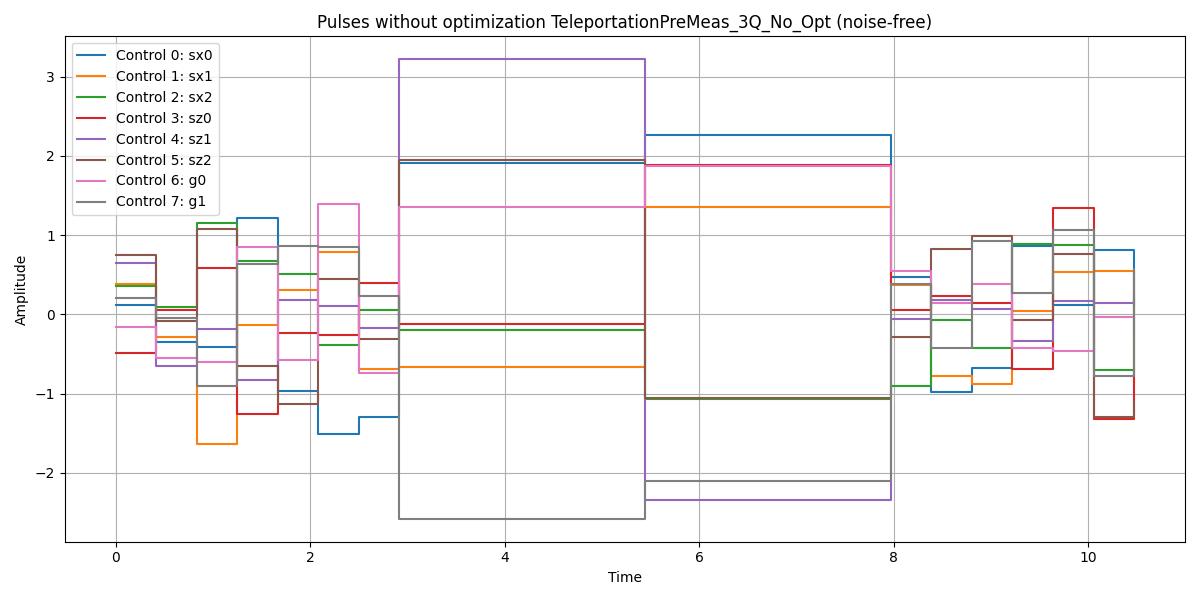 Pulses without optimization TeleportationPreMeas_3Q_No_Opt (noise-free)
Control 0: sx0
Control 1: sx1
Control 2: sx2
Control 3: sz0
Control 4: sz1
Control 5: sz2
Control 6: g0
Control 7: g1
3
2
1
0
−1
−2
Amplitude
0 2 4 6 8 10
Time